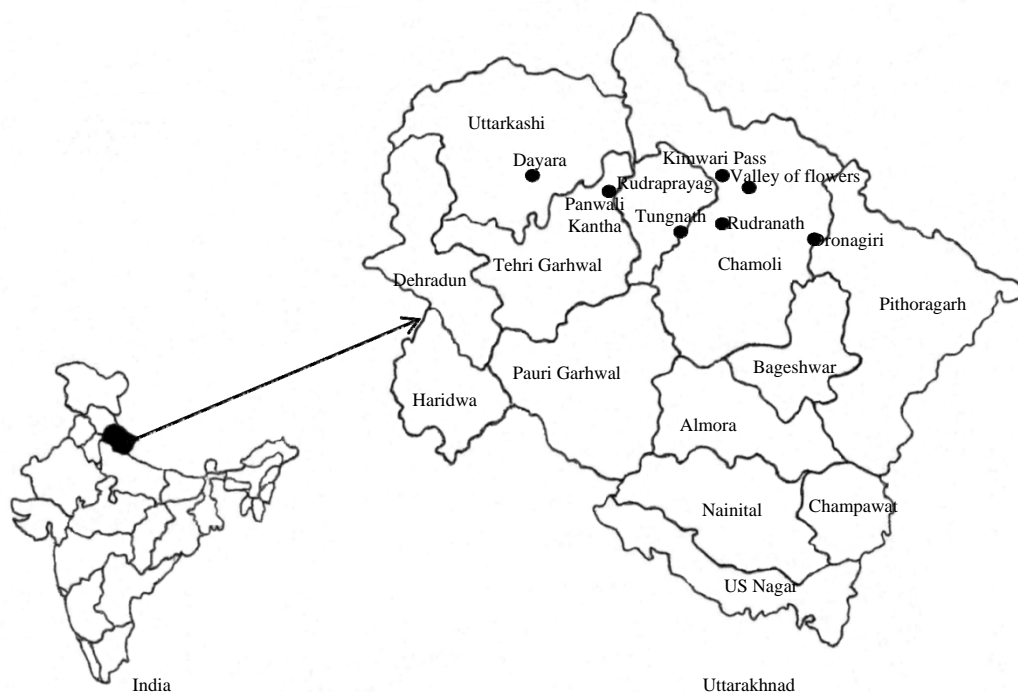 Uttarkashi
Dayara
Kimwari Pass
Valley of flowers
Rudraprayag
Panwali
Kantha
Tungnath
Rudranath
Dronagiri
Chamoli
Tehri Garhwal
Dehradun
Pithoragarh
Pauri Garhwal
Bageshwar
Haridwa
Almora
Nainital
Champawat
US Nagar
India
Uttarakhnad